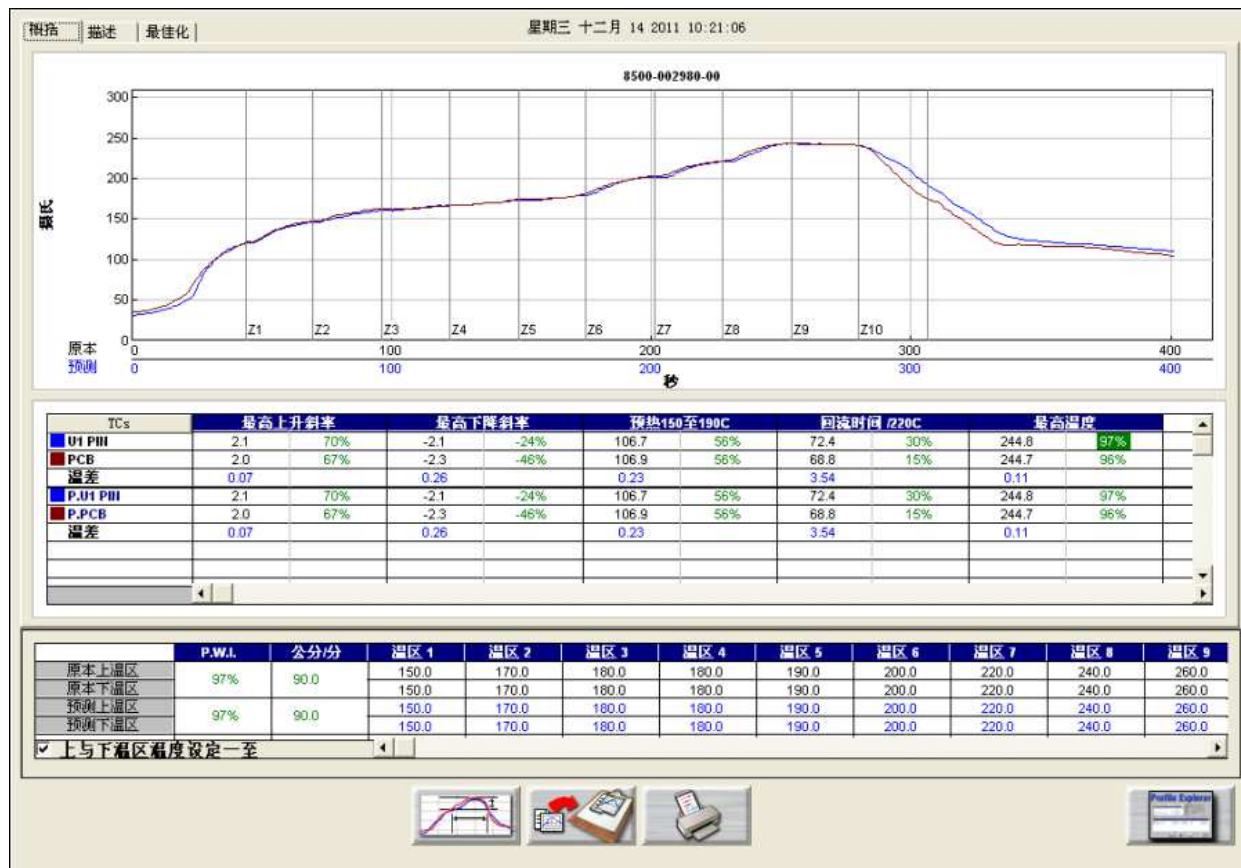 概括 描述 最佳化
星期三 十二月 14 2011 10:21:06
8500-002980-00
300
250
200
150
100
50
0
摄氏
Z1 Z2 Z3 Z4 Z5 Z6 Z7 Z8 Z9 Z10
原本 0 100 200 300 400
预测 0 100 200 300 400
秒
TCs 最高上升斜率 最高下降斜率 预热150至190C 回流时间 /220C 最高温度
U1 PIN 2.1 70% -2.1 -24% 106.7 56% 72.4 30% 244.8 97%
PCB 2.0 67% -2.3 -46% 106.9 56% 68.8 15% 244.7 96%
温差 0.07 0.26 0.23 3.54 0.11
P.U1 PIN 2.1 70% -2.1 -24% 106.7 56% 72.4 30% 244.8 97%
P.PCB 2.0 67% -2.3 -46% 106.9 56% 68.8 15% 244.7 96%
温差 0.07 0.26 0.23 3.54 0.11
P.W.I. 公分/分 温区 1 温区 2 温区 3 温区 4 温区 5 温区 6 温区 7 温区 8 温区 9
原本上温区 97% 90.0 150.0 170.0 180.0 180.0 190.0 200.0 220.0 240.0 260.0
原本下温区 150.0 170.0 180.0 180.0 190.0 200.0 220.0 240.0 260.0
预测上温区 97% 90.0 150.0 170.0 180.0 180.0 190.0 200.0 220.0 240.0 260.0
预测下温区 150.0 170.0 180.0 180.0 190.0 200.0 220.0 240.0 260.0
上与下温区温度设定一至
Profile Explorer